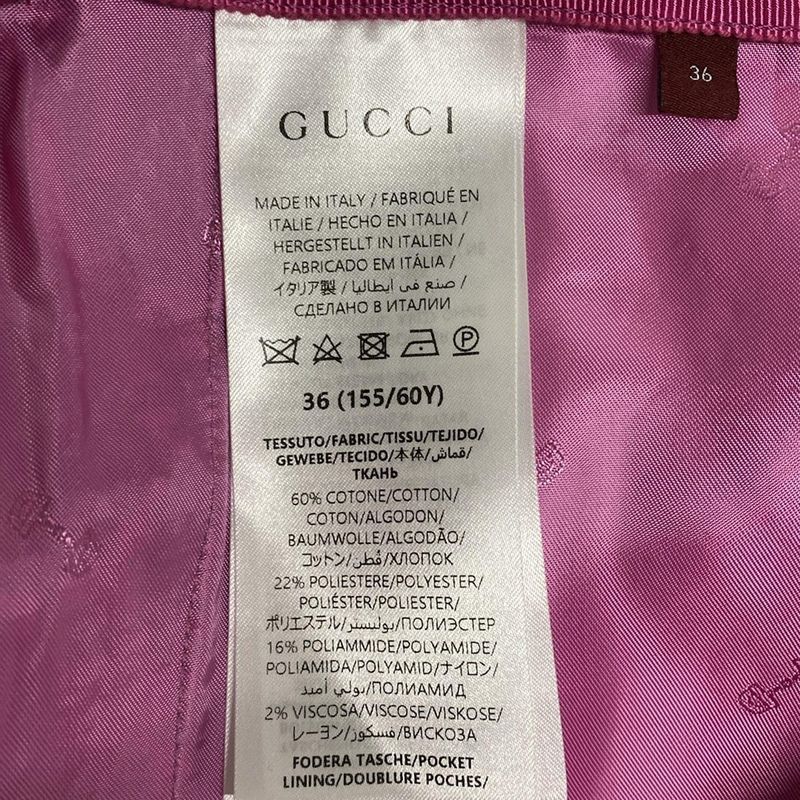 36
GUCCI
MADE IN ITALY / FABRIQUÉ EN
ITALIE / HECHO EN ITALIA /
HERGESTELLT IN ITALIEN /
FABRICADO EM ITÁLIA /
イタリア製 / صنع في ايطاليا /
СДЕЛАНО В ИТАЛИИ
P
36 (155/60Y)
TESSUTO/FABRIC/TISSU/TEJIDO/
GEWEBE/TECIDO/本体/قماش/
ТКАНЬ
60% COTONE/COTTON/
COTON/ALGODON/
BAUMWOLLE/ALGODÃO/
コットン/قُطن/ХЛОПОК
22% POLIESTERE/POLYESTER/
POLIÉSTER/POLIESTER/
ポリエステル/بوليستر/ПОЛИЭСТЕР
16% POLIAMMIDE/POLYAMIDE/
POLIAMIDA/POLYAMID/ナイロン/
بولي أميد/ПОЛИАМИД
2% VISCOSA/VISCOSE/VISKOSE/
レーヨン/فسكوز/ВИСКОЗА
FODERA TASCHE/POCKET
LINING/DOUBLURE POCHES/